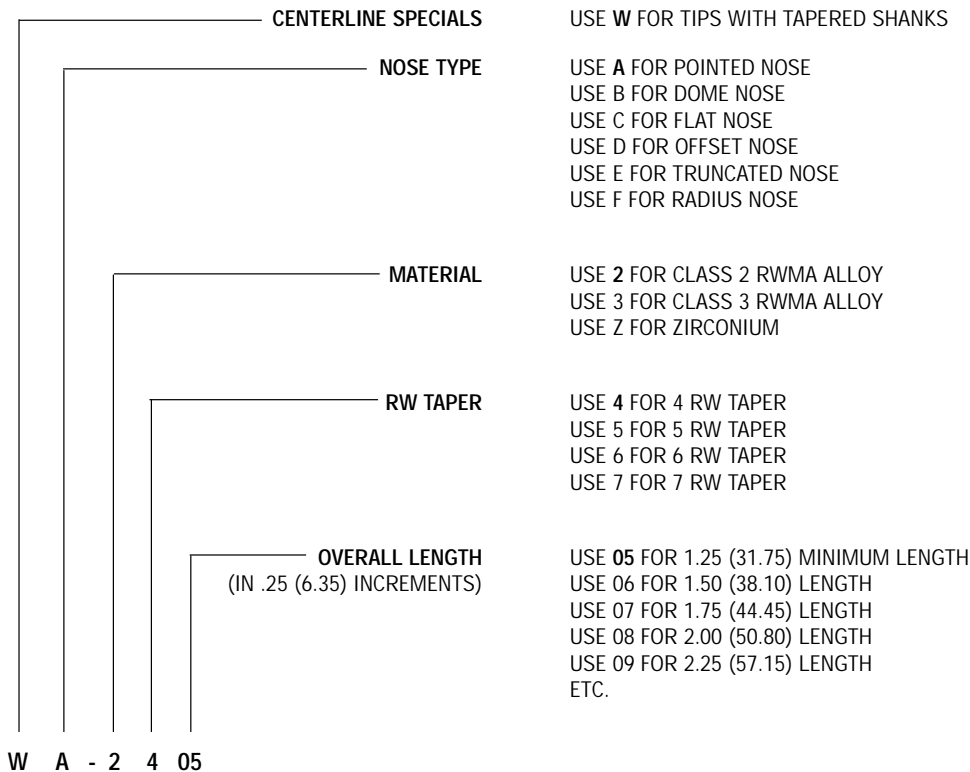 CENTERLINE SPECIALS USE W FOR TIPS WITH TAPERED SHANKS
NOSE TYPE USE A FOR POINTED NOSE
USE B FOR DOME NOSE
USE C FOR FLAT NOSE
USE D FOR OFFSET NOSE
USE E FOR TRUNCATED NOSE
USE F FOR RADIUS NOSE
MATERIAL USE 2 FOR CLASS 2 RWMA ALLOY
USE 3 FOR CLASS 3 RWMA ALLOY
USE Z FOR ZIRCONIUM
RW TAPER USE 4 FOR 4 RW TAPER
USE 5 FOR 5 RW TAPER
USE 6 FOR 6 RW TAPER
USE 7 FOR 7 RW TAPER
OVERALL LENGTH USE 05 FOR 1.25 (31.75) MINIMUM LENGTH
(IN .25 (6.35) INCREMENTS) USE 06 FOR 1.50 (38.10) LENGTH
USE 07 FOR 1.75 (44.45) LENGTH
USE 08 FOR 2.00 (50.80) LENGTH
USE 09 FOR 2.25 (57.15) LENGTH
ETC.
W A - 2 4 05